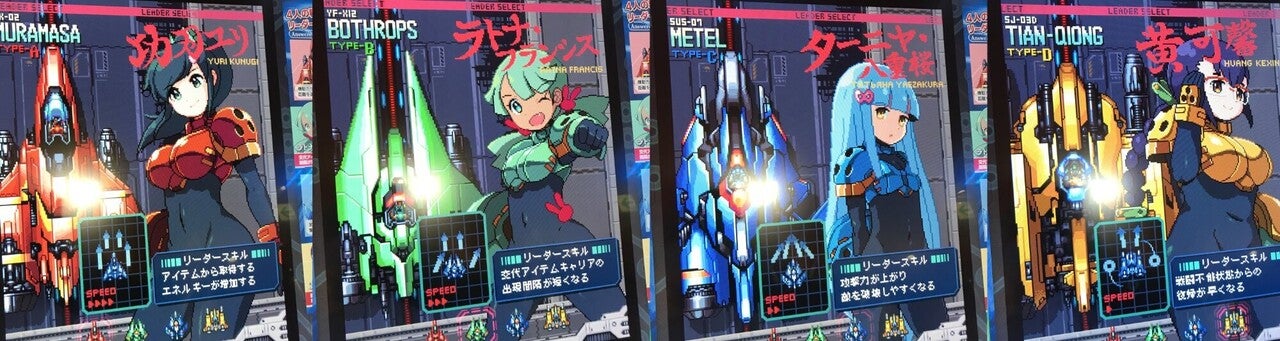 LEADER SELECT
MURAMASA
TYPE-A
功刀ユリ
YURI KUNUGI
SPEED
リーダースキル
アイテムから取得する
エネルギーが増加する
LEADER SELECT
YF-X12
BOTHROPS
TYPE-B
ラトナ・
フランシス
RATNA FRANCIS
SPEED
リーダースキル
交代アイテムキャリアの
出現間隔が短くなる
LEADER SELECT
SUS-07
METEL
TYPE-C
ターニャ・
八重桜
YAEZAKURA
SPEED
リーダースキル
攻撃力が上がり
敵を破壊しやすくなる
LEADER SELECT
SJ-03D
TIAN-QIONG
TYPE-D
黄可馨
HUANG KEXIN
SPEED
リーダースキル
戦闘不能状態からの
復帰が早くなる